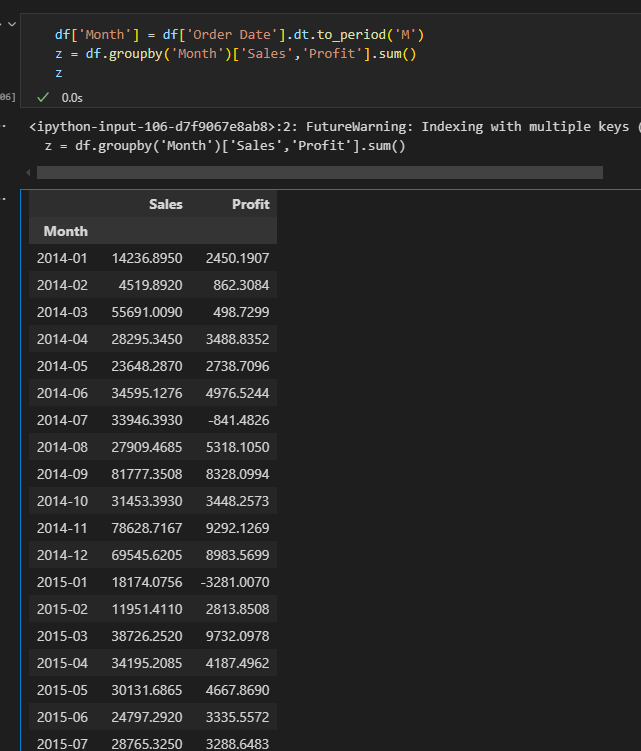 df['Month'] = df['Order Date'].dt.to_period('M')
z = df.groupby('Month')['Sales','Profit'].sum()
z
06]
0.0s
<ipython-input-106-d7f9067e8ab8>:2: FutureWarning: Indexing with multiple keys (
z = df.groupby('Month')['Sales','Profit'].sum()
Sales Profit
Month
2014-01 14236.8950 2450.1907
2014-02 4519.8920 862.3084
2014-03 55691.0090 498.7299
2014-04 28295.3450 3488.8352
2014-05 23648.2870 2738.7096
2014-06 34595.1276 4976.5244
2014-07 33946.3930 -841.4826
2014-08 27909.4685 5318.1050
2014-09 81777.3508 8328.0994
2014-10 31453.3930 3448.2573
2014-11 78628.7167 9292.1269
2014-12 69545.6205 8983.5699
2015-01 18174.0756 -3281.0070
2015-02 11951.4110 2813.8508
2015-03 38726.2520 9732.0978
2015-04 34195.2085 4187.4962
2015-05 30131.6865 4667.8690
2015-06 24797.2920 3335.5572
2015-07 28765.3250 3288.6483